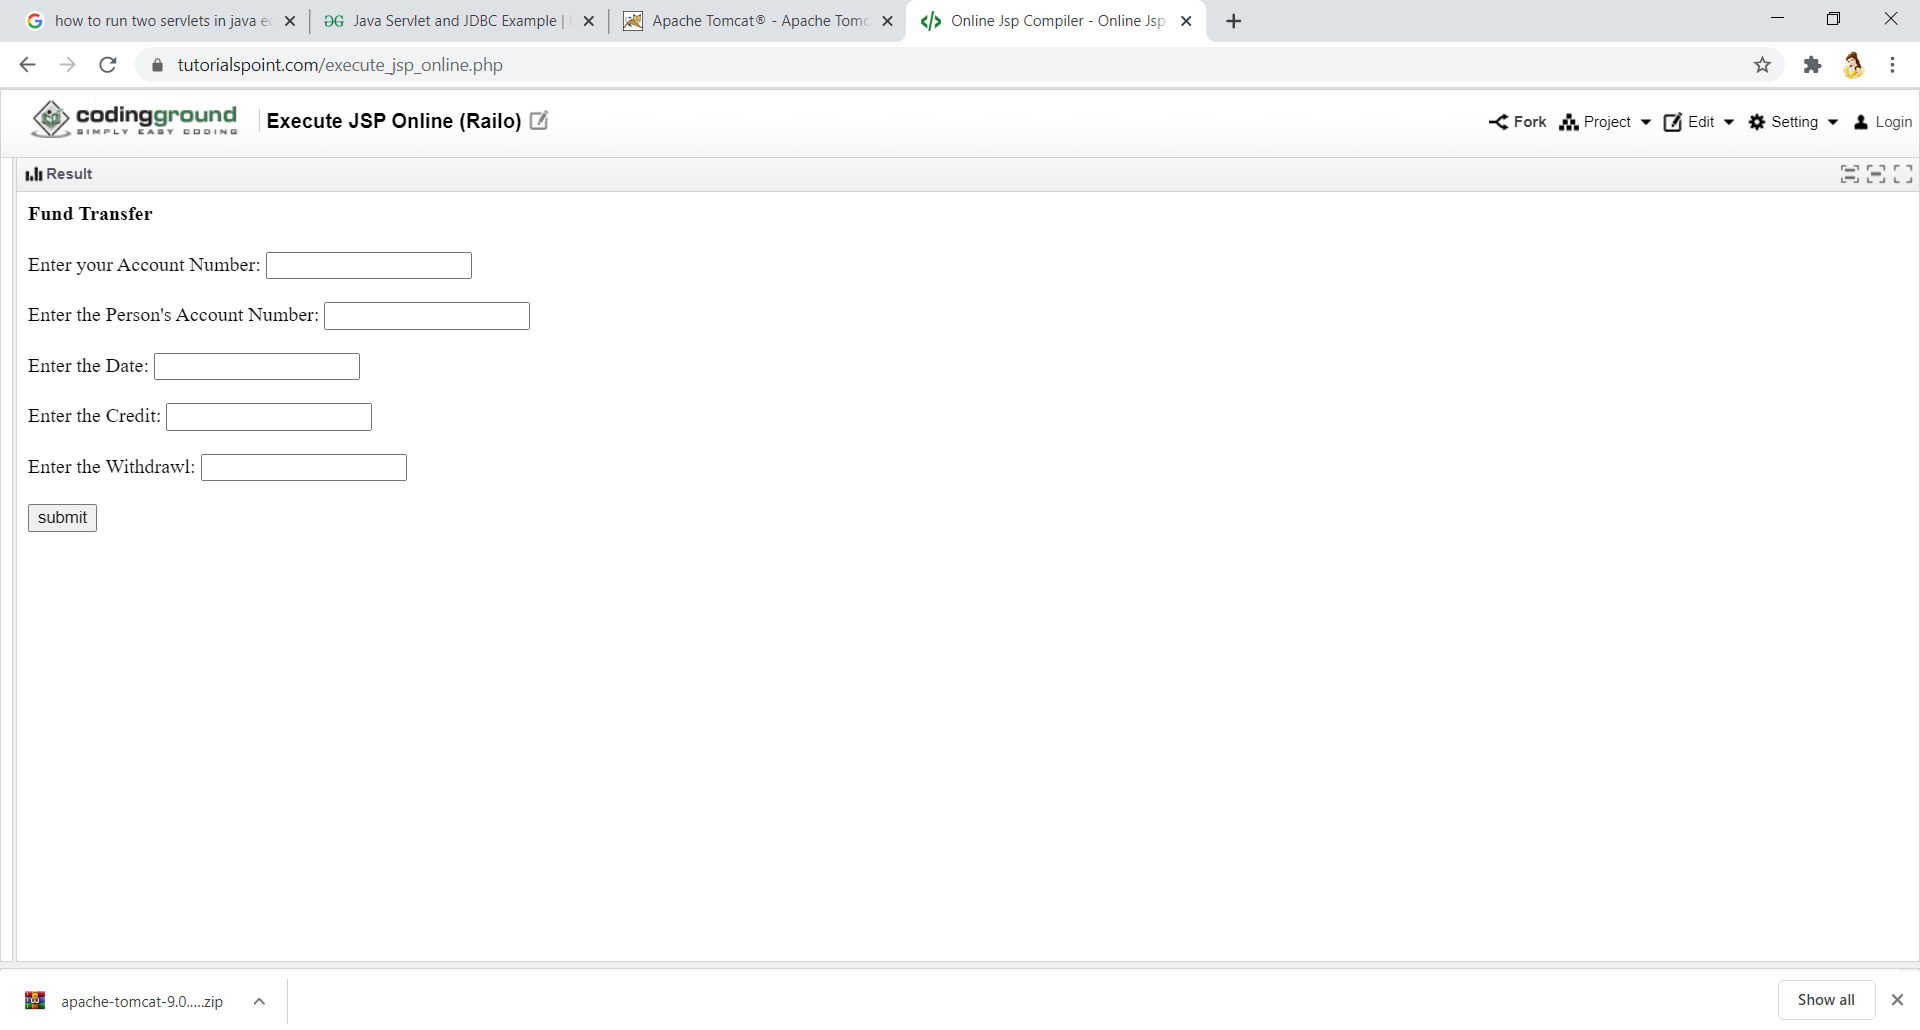 how to run two servlets in java e
Java Servlet and JDBC Example |
Apache Tomcat® - Apache Tomc
Online Jsp Compiler - Online Jsp
tutorialspoint.com/execute_jsp_online.php
codingground
SIMPLY EASY CODING
Execute JSP Online (Railo)
Fork
Project
Edit
Setting
Login
Result
Fund Transfer
Enter your Account Number:
Enter the Person's Account Number:
Enter the Date:
Enter the Credit:
Enter the Withdrawl:
submit
apache-tomcat-9.0.....zip
Show all